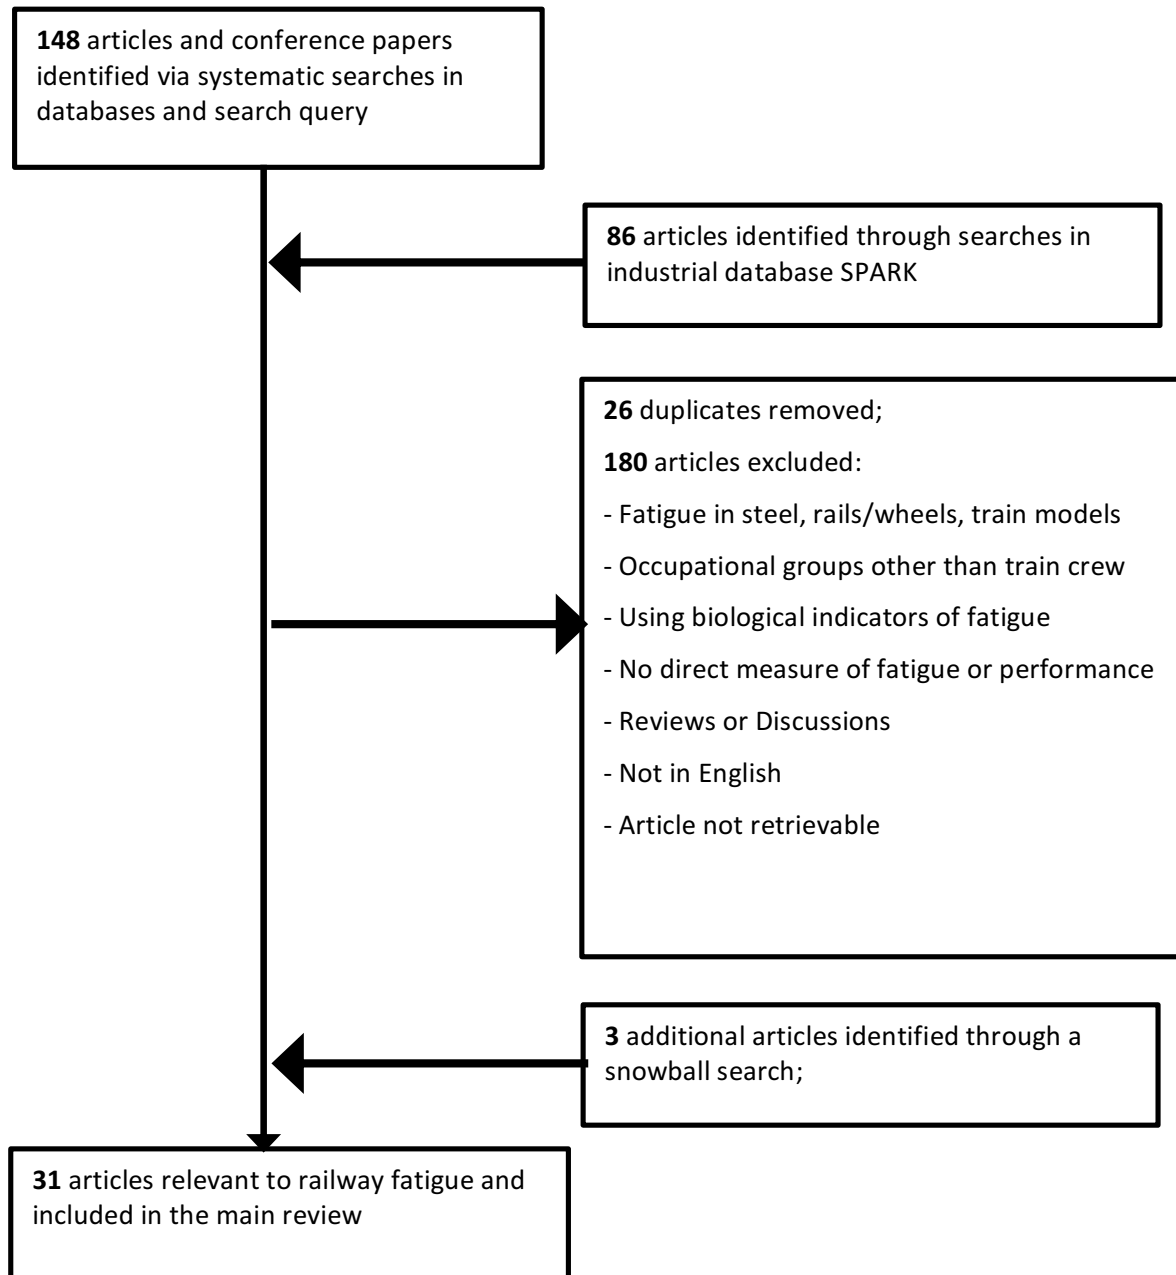 148 articles and conference papers
identified via systematic searches in
databases and search query
86 articles identified through searches in
industrial database SPARK
26 duplicates removed;
180 articles excluded:
- Fatigue in steel, rails/wheels, train models
- Occupational groups other than train crew
- Using biological indicators of fatigue
- No direct measure of fatigue or performance
- Reviews or Discussions
- Not in English
- Article not retrievable
3 additional articles identified through a
snowball search;
31 articles relevant to railway fatigue and
included in the main review